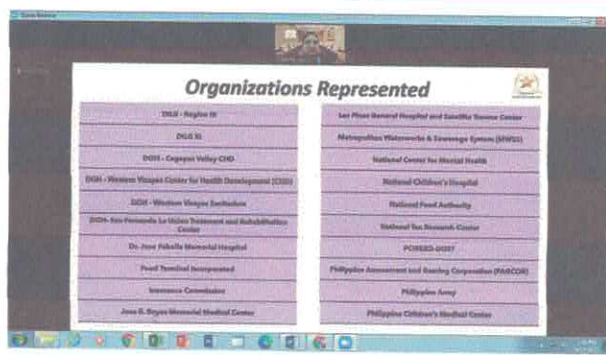 Organizations Represented
DILG - Region IX
DILG XI
DOH - Cagayan Valley CHD
DOH - Western Visayas Center for Health Development (CHD)
DOH - Western Visayas Sanitarium
DOH- San Fernando La Union Treatment and Rehabilitation
Center
Dr. Jose Fabella Memorial Hospital
Food Terminal Incorporated
Insurance Commission
Jose R. Reyes Memorial Medical Center
Las Pinas General Hospital and Satellite Trauma Center
Metropolitan Waterworks & Sewerage System (MWSS)
National Center for Mental Health
National Children's Hospital
National Food Authority
National Tax Research Center
PCIEERD-DOST
Philippine Amusement and Gaming Corporation (PAGCOR)
Philippine Army
Philippine Children's Medical Center